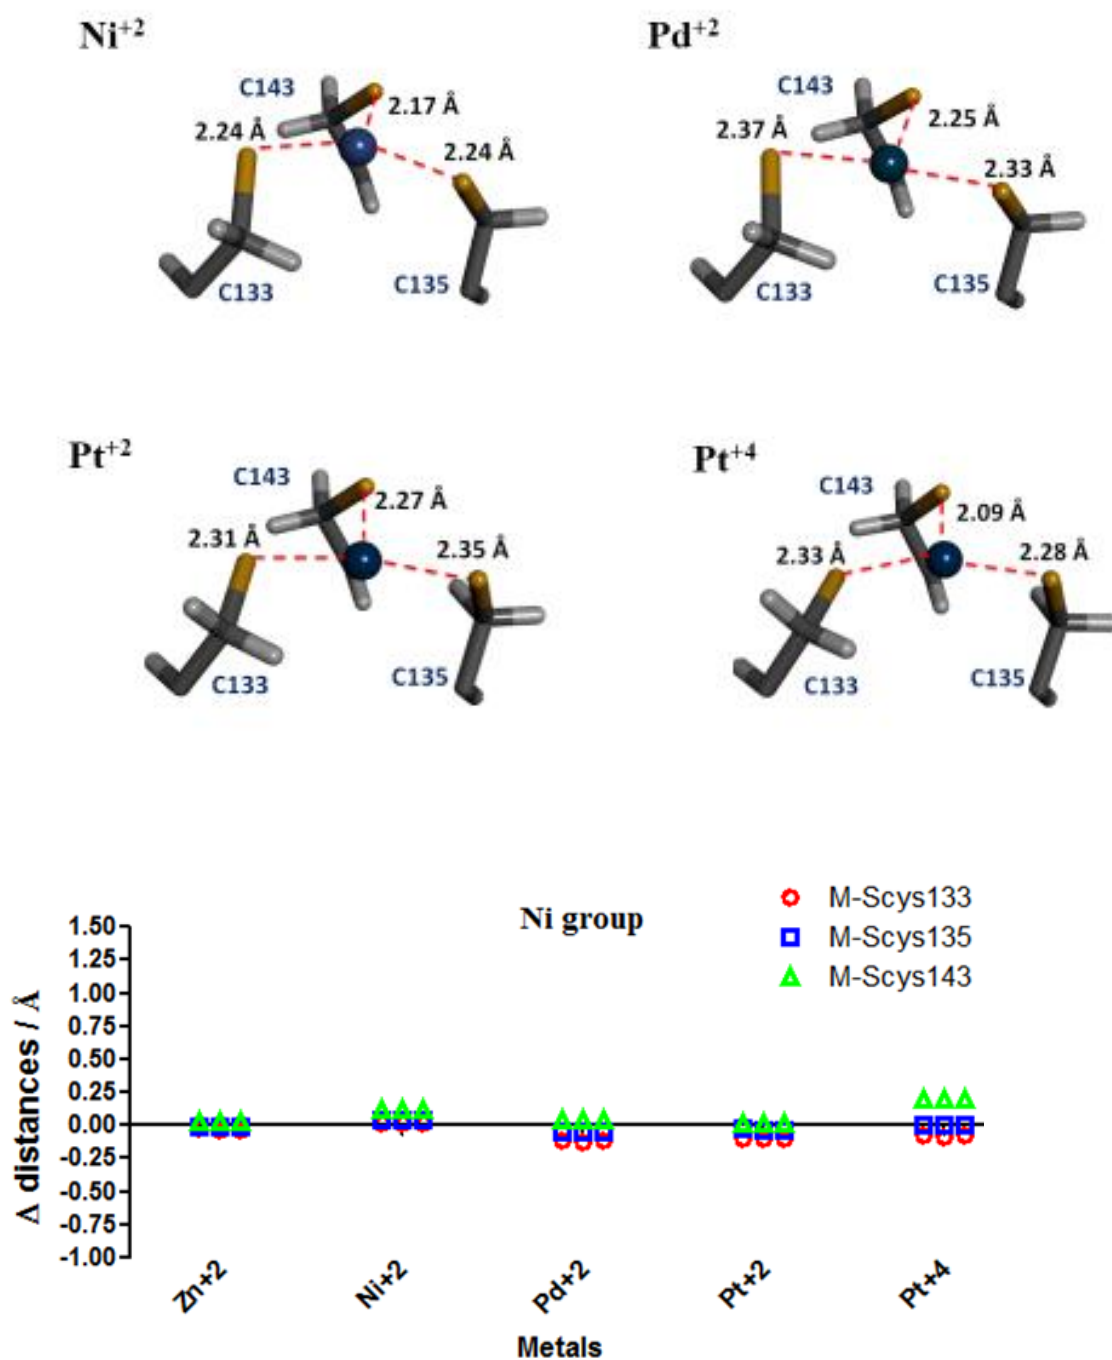 Ni+2
C143
2.17 Å
2.24 Å
2.24 Å
C133
C135
Pd+2
C143
2.25 Å
2.37 Å
2.33 Å
C133
C135
Pt+2
C143
2.27 Å
2.31 Å
2.35 Å
C133
C135
Pt+4
C143
2.09 Å
2.33 Å
2.28 Å
C133
C135
Ni group
M-Scys133
M-Scys135
M-Scys143
Δ distances / Å
1.50
1.25
1.00
0.75
0.50
0.25
0.00
-0.25
-0.50
-0.75
-1.00
Zn+2
Ni+2
Pd+2
Pt+2
Pt+4
Metals